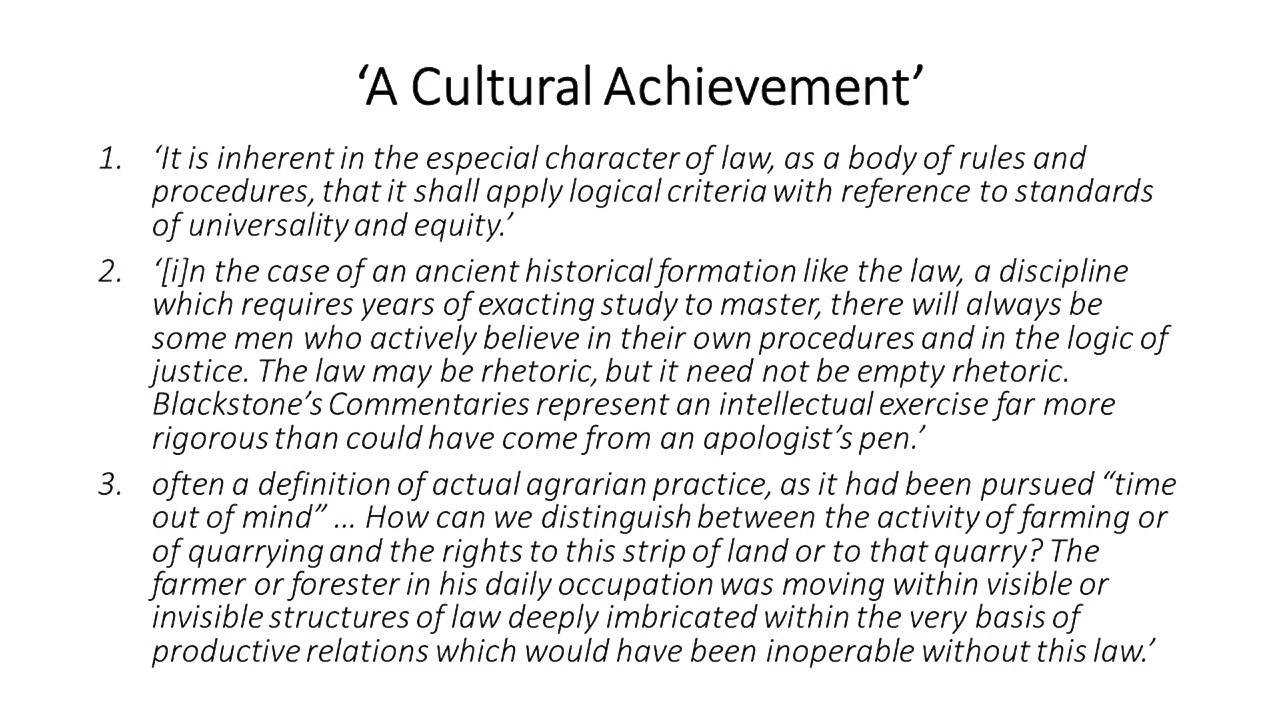 ‘A Cultural Achievement’
1. ‘It is inherent in the especial character of law, as a body of rules and
procedures, that it shall apply logical criteria with reference to standards
of universality and equity.’
2. ‘[i]n the case of an ancient historical formation like the law, a discipline
which requires years of exacting study to master, there will always be
some men who actively believe in their own procedures and in the logic of
justice. The law may be rhetoric, but it need not be empty rhetoric.
Blackstone’s Commentaries represent an intellectual exercise far more
rigorous than could have come from an apologist’s pen.’
3. often a definition of actual agrarian practice, as it had been pursued “time
out of mind” ... How can we distinguish between the activity of farming or
of quarrying and the rights to this strip of land or to that quarry? The
farmer or forester in his daily occupation was moving within visible or
invisible structures of law deeply imbricated within the very basis of
productive relations which would have been inoperable without this law.’